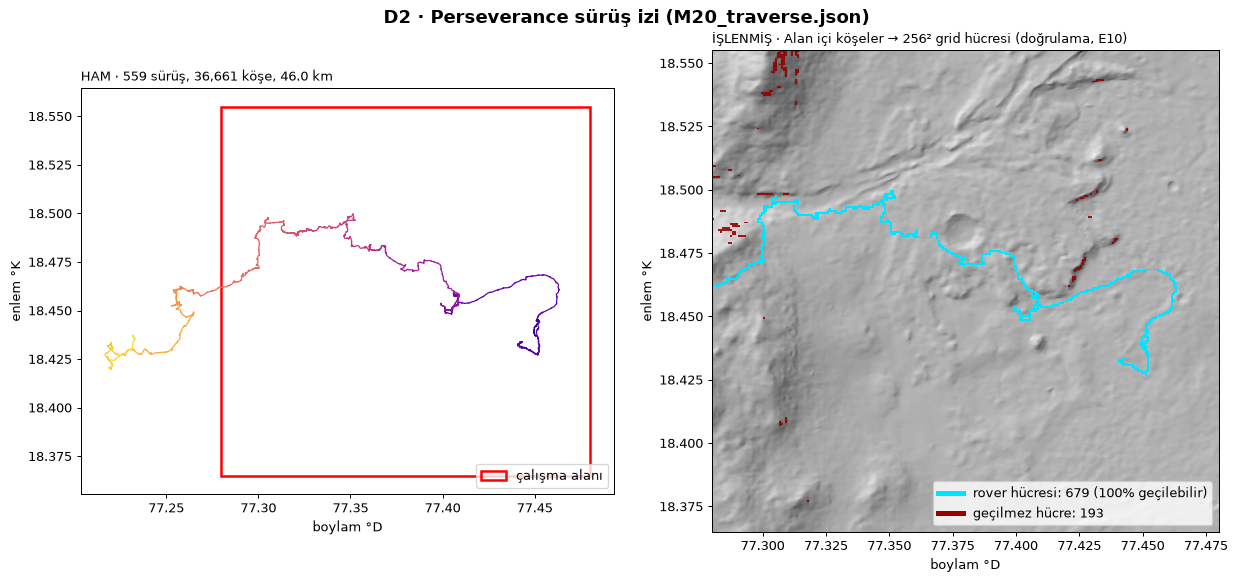 D2 · Perseverance sürüş izi (M20_traverse.json)
HAM · 559 sürüş, 36,661 köşe, 46.0 km
18.550
18.525
18.500
18.475
18.450
18.425
18.400
18.375
enlem °K
77.25 77.30 77.35 77.40 77.45
boylam °D
çalışma alanı
İŞLENMİŞ · Alan içi köşeler → 256² grid hücresi (doğrulama, E10)
18.550
18.525
18.500
18.475
18.450
18.425
18.400
18.375
enlem °K
77.300 77.325 77.350 77.375 77.400 77.425 77.450 77.475
boylam °D
rover hücresi: 679 (100% geçilebilir)
geçilmez hücre: 193